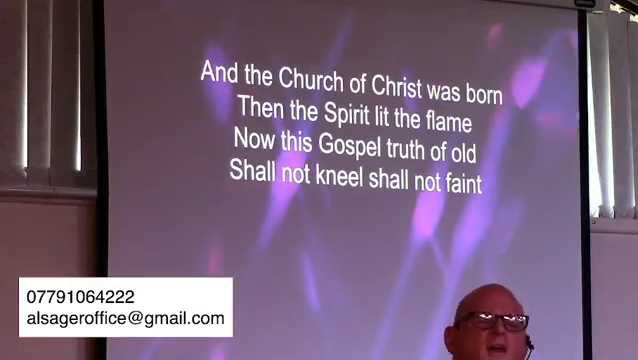 And the Church of Christ was born
Then the Spirit lit the flame
Now this Gospel truth of old
Shall not kneel shall not faint
07791064222
alsageroffice@gmail.com